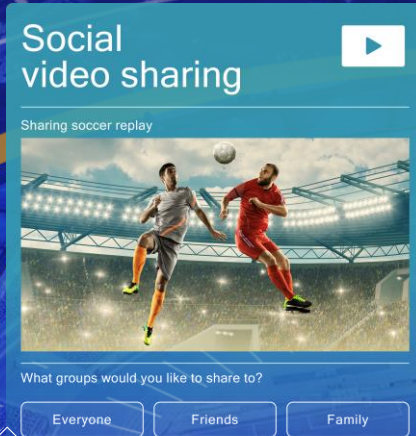 Social
video sharing
Sharing soccer replay
What groups would you like to share to?
Everyone
Friends
Family